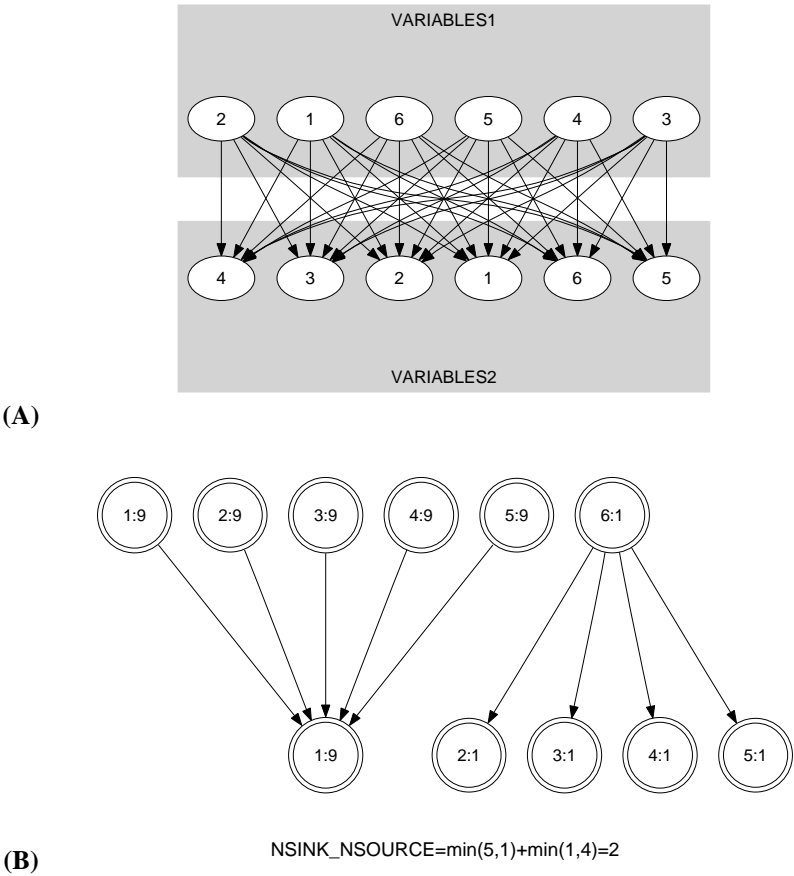 VARIABLES1
2 1 6 5 4 3
4 3 2 1 6 5
VARIABLES2
(A)
1:9 2:9 3:9 4:9 5:9 6:1
1:9 2:1 3:1 4:1 5:1
NSINK_NSOURCE=min(5,1)+min(1,4)=2
(B)